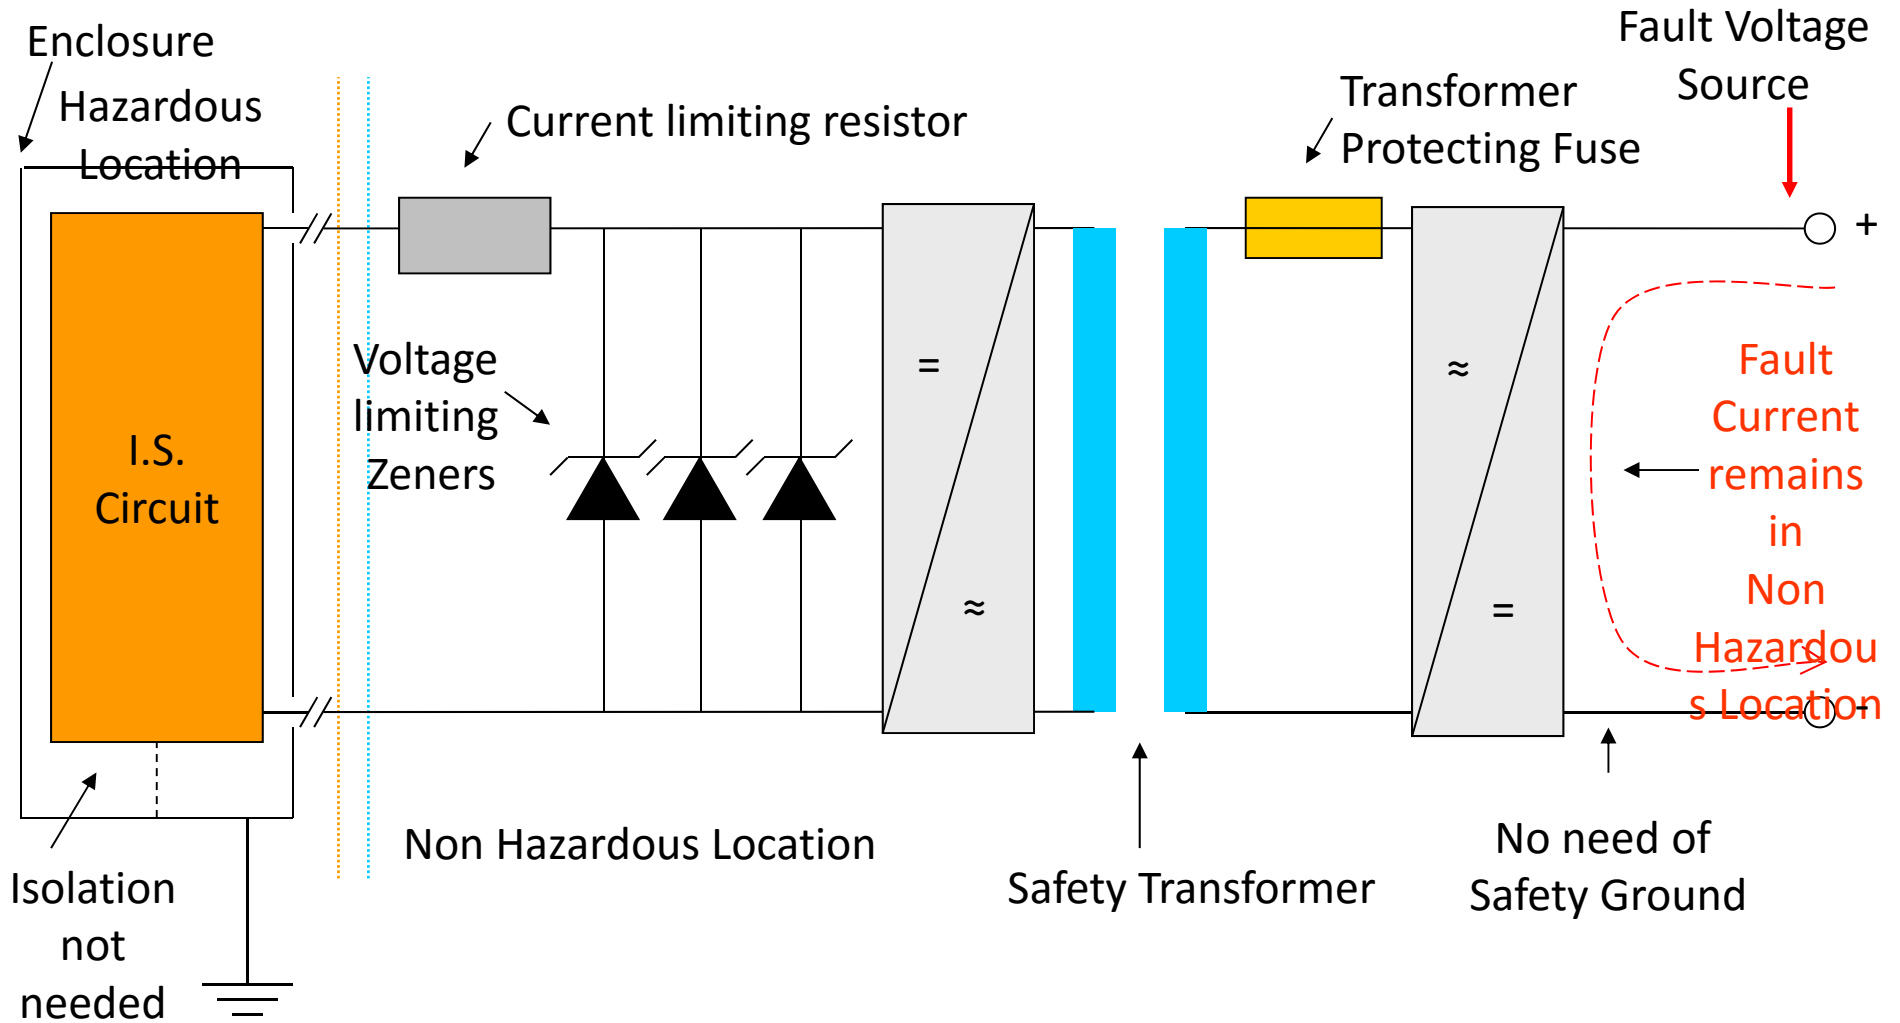 Enclosure
Hazardous
Location
Current limiting resistor
Transformer
Protecting Fuse
Fault Voltage
Source
+
I.S.
Circuit
Voltage
limiting
Zeners
=
≈
≈
=
Fault
Current
remains
in
Non
Hazardou
s Location
-
Isolation
not
needed
Non Hazardous Location
Safety Transformer
No need of
Safety Ground